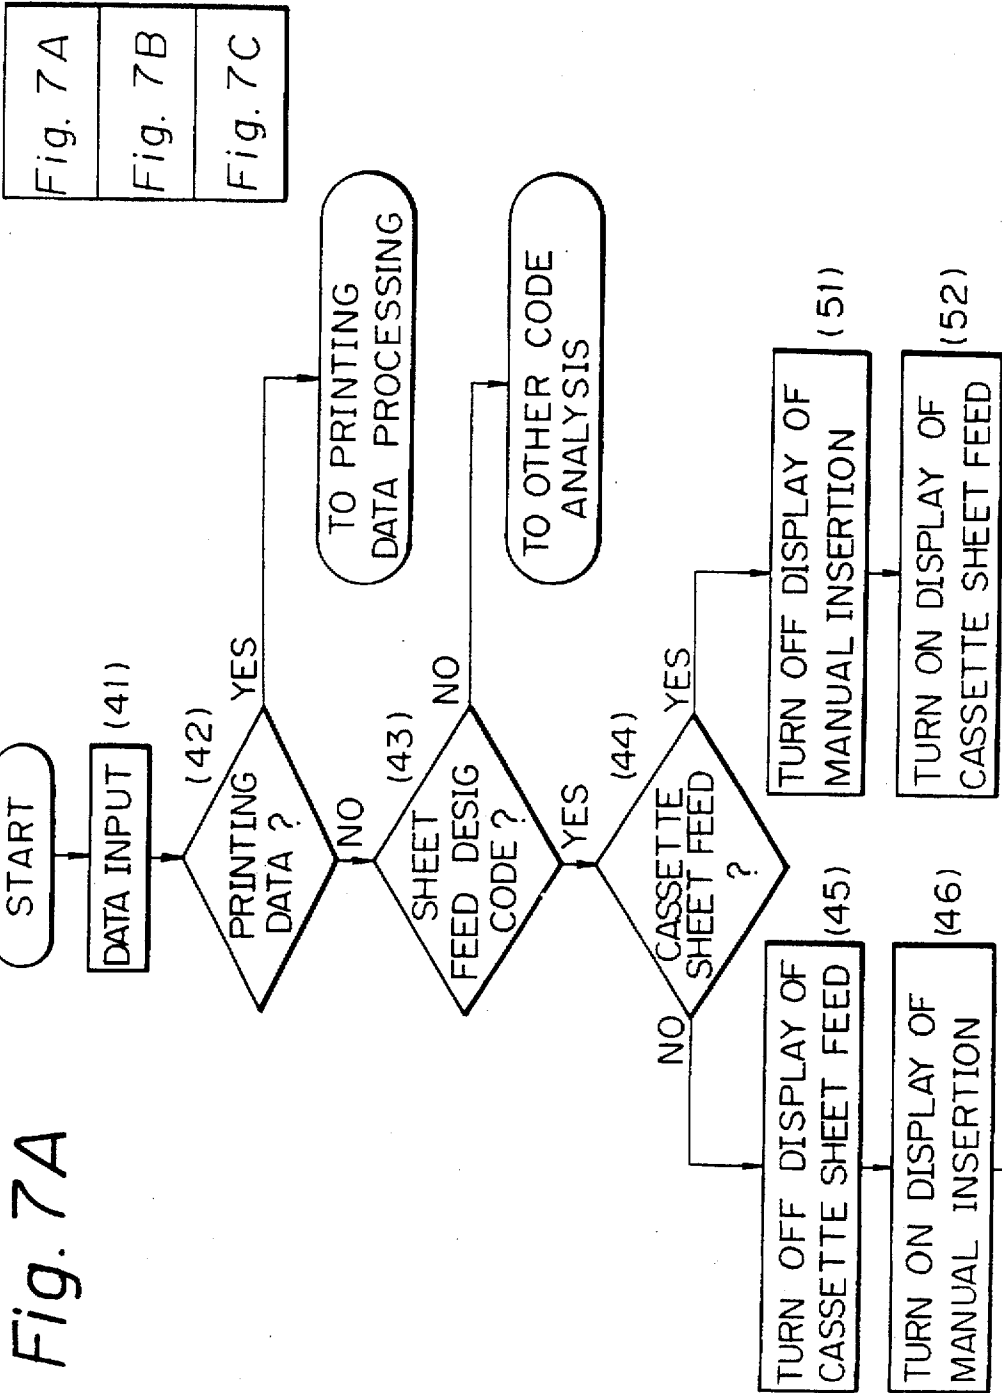 Fig. 7A
Fig. 7A
Fig. 7B
Fig. 7C
START
DATA INPUT
(41)
(42)
PRINTING
DATA ?
YES
TO PRINTING
DATA PROCESSING
NO
(43)
SHEET
FEED DESIG
CODE ?
NO
TO OTHER CODE
ANALYSIS
YES
(44)
CASSETTE
SHEET FEED
?
NO
YES
TURN OFF DISPLAY OF
CASSETTE SHEET FEED
(45)
TURN ON DISPLAY OF
MANUAL INSERTION
(46)
TURN OFF DISPLAY OF
MANUAL INSERTION
(51)
TURN ON DISPLAY OF
CASSETTE SHEET FEED
(52)